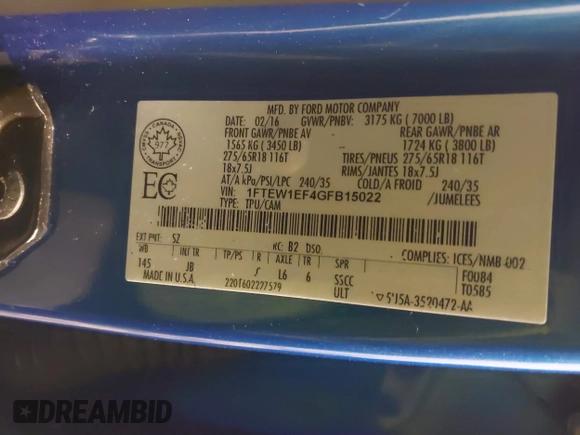 MFD. BY FORD MOTOR COMPANY
DATE: 02/16 GVWR/PNBV: 3175 KG ( 7000 LB)
FRONT GAWR/PNBE AV REAR GAWR/PNBE AR
1565 KG ( 3450 LB) 1724 KG ( 3800 LB)
275/65R18 116T TIRES/PNEUS 275/65R18 116T
18x7.5J RIMS/JANTES 18x7.5J
AT/A kPa/PSI/LPC 240/35 COLD/A FROID 240/35
VIN: 1FTEW1EF4GFB15022 /JUMELEES
TYPE: TPU/CAM
CANADA
977
EC
EXT PNT: SZ RC: B2 DSO: COMPLIES: ICES/NMB-002
WB INT TR TP/PS R AXLE TR SPR F0084
145 JB 5 L6 6 SSCC T0585
MADE IN U.S.A. 220T602227579 ULT
DREAMBID